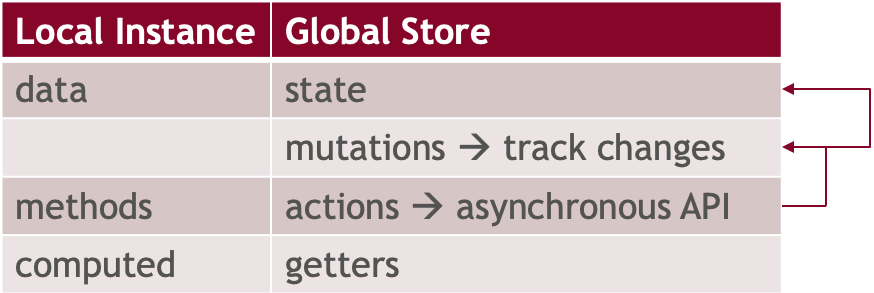 Local Instance Global Store
data state
mutations → track changes
methods actions → asynchronous API
computed getters